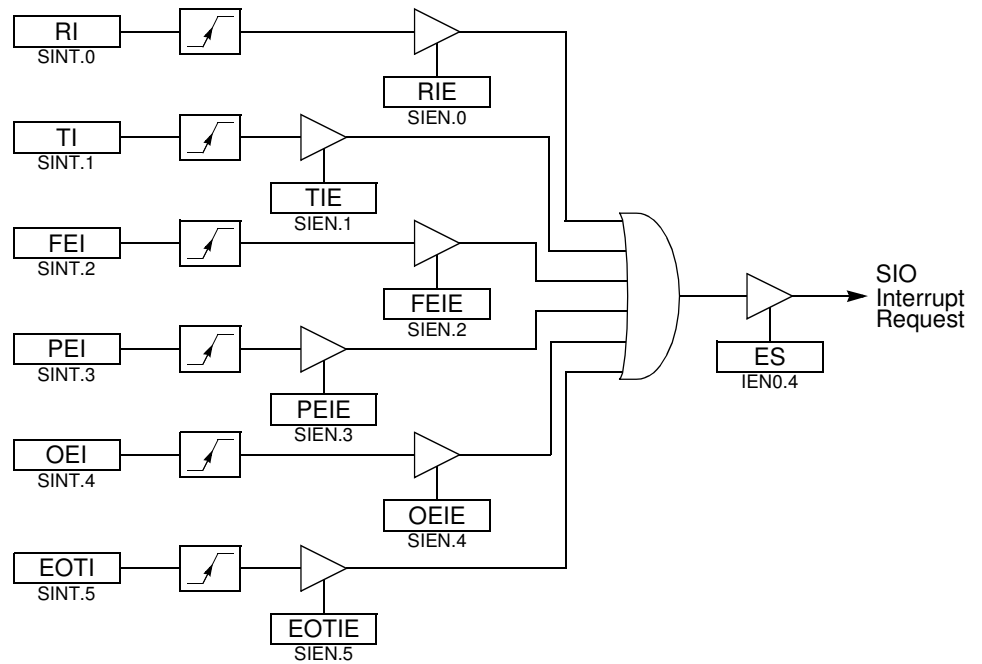 RI
SINT.0
RIE
SIEN.0
TI
SINT.1
TIE
SIEN.1
FEI
SINT.2
FEIE
SIEN.2
PEI
SINT.3
PEIE
SIEN.3
OEI
SINT.4
OEIE
SIEN.4
EOTI
SINT.5
EOTIE
SIEN.5
ES
IEN0.4
SIO
Interrupt
Request